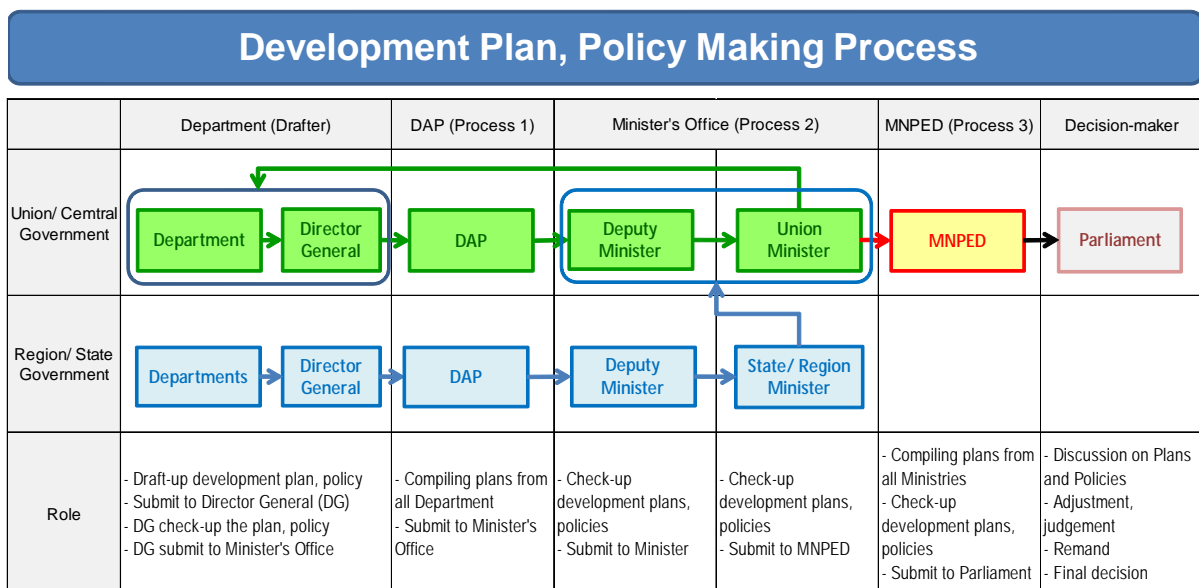 Development Plan, Policy Making Process
Department (Drafter)
DAP (Process 1)
Minister's Office (Process 2)
MNPED (Process 3)
Decision-maker
Union/ Central
Government
Department
Director
General
DAP
Deputy
Minister
Union
Minister
MNPED
Parliament
Region/ State
Government
Departments
Director
General
DAP
Deputy
Minister
State/ Region
Minister
Role
- Draft-up development plan, policy
- Submit to Director General (DG)
- DG check-up the plan, policy
- DG submit to Minister's Office
- Compiling plans from
all Department
- Submit to Minister's
Office
- Check-up
development plans,
policies
- Submit to Minister
- Check-up
development plans,
policies
- Submit to MNPED
- Compiling plans from
all Ministries
- Check-up
development plans,
policies
- Submit to Parliament
- Discussion on Plans
and Policies
- Adjustment,
judgement
- Remand
- Final decision